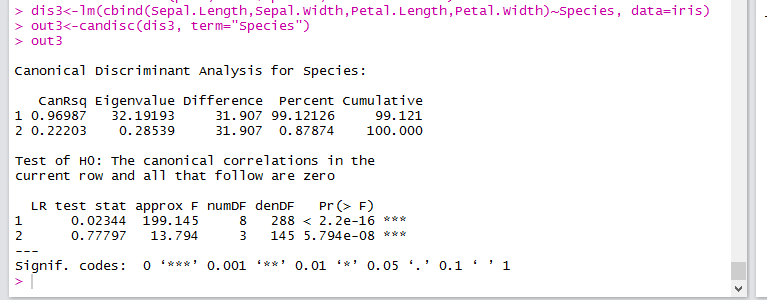 > dis3<-lm(cbind(Sepal.Length,Sepal.Width,Petal.Length,Petal.Width)~Species, data=iris)
> out3<-candisc(dis3, term="Species")
> out3
Canonical Discriminant Analysis for Species:
CanRsq Eigenvalue Difference Percent Cumulative
1 0.96987 32.19193 31.907 99.12126 99.121
2 0.22203 0.28539 31.907 0.87874 100.000
Test of H0: The canonical correlations in the
current row and all that follow are zero
LR test stat approx F numDF denDF Pr(> F)
1 0.02344 199.145 8 288 < 2.2e-16 ***
2 0.77797 13.794 3 145 5.794e-08 ***
---
Signif. codes: 0 ‘***’ 0.001 ‘**’ 0.01 ‘*’ 0.05 ‘.’ 0.1 ‘ ’ 1
>